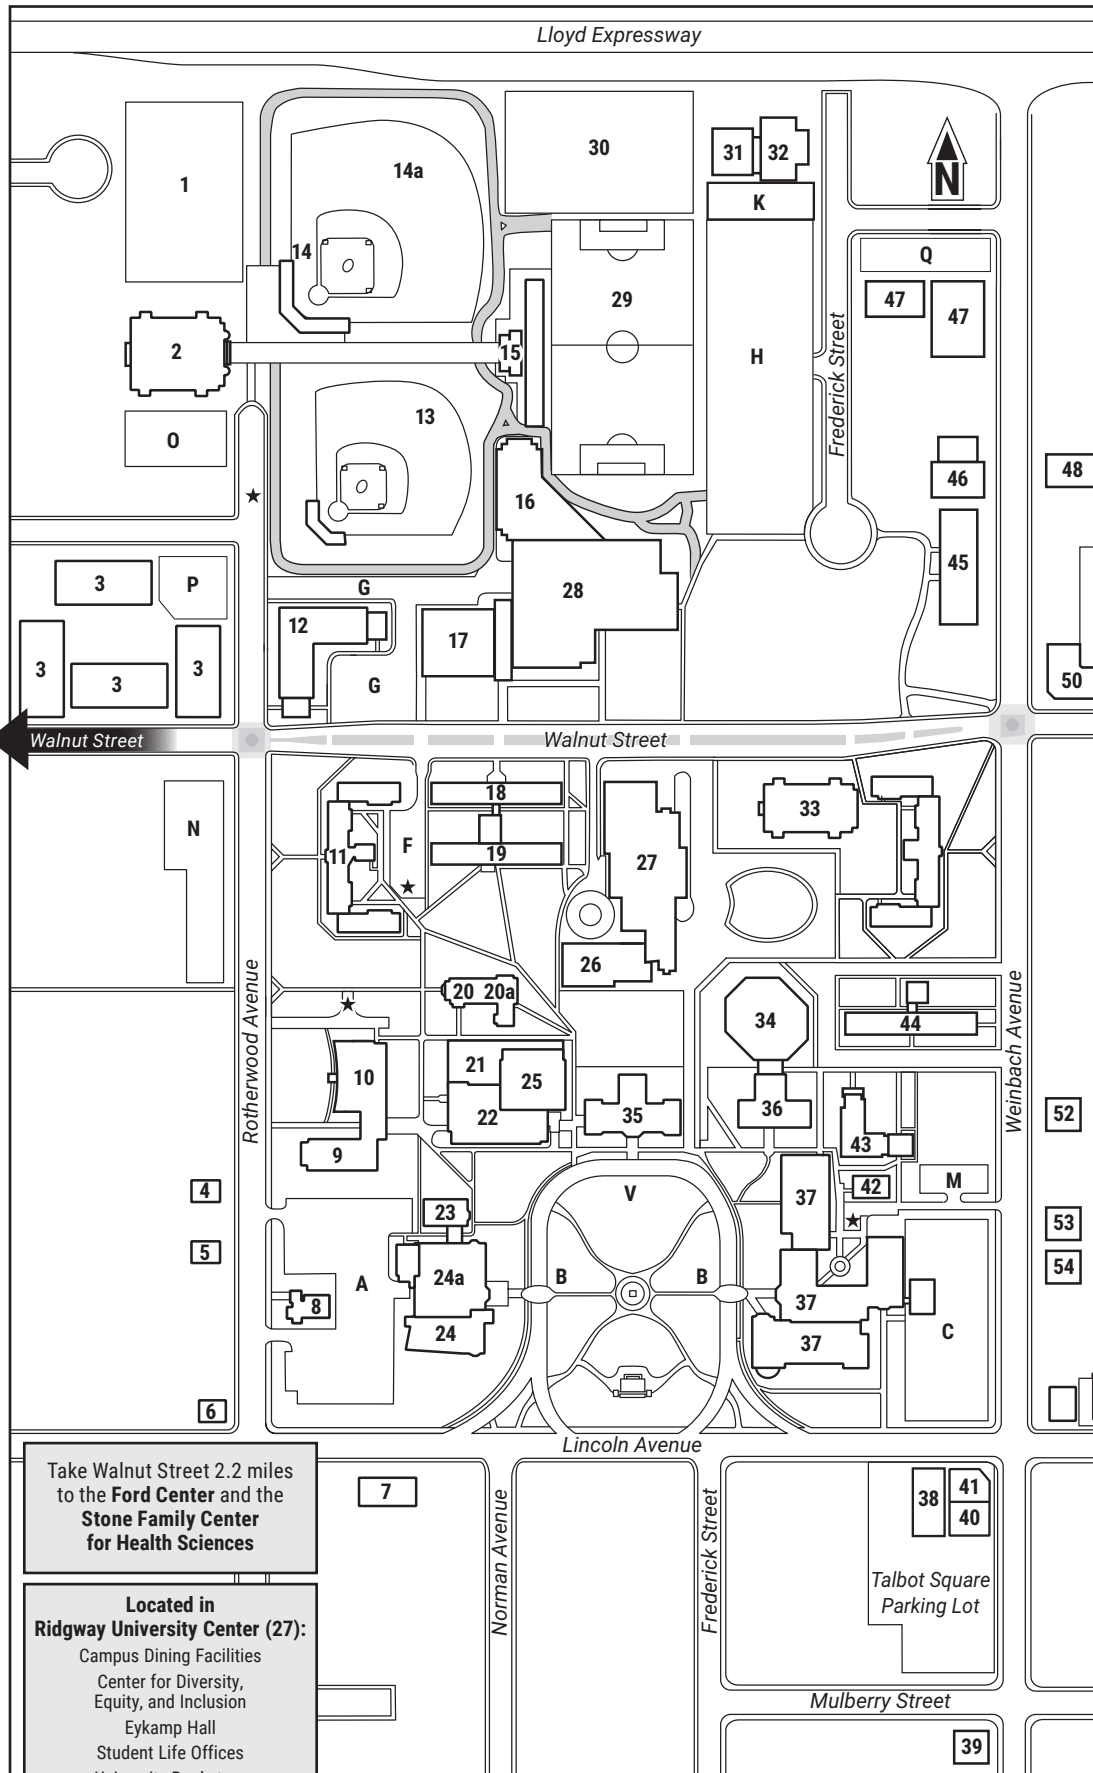 Lloyd Expressway
30
31
32
1
14a
N
K
14
Q
29
47
47
2
15
H
Frederick Street
13
O
46
48
16
3
P
28
45
G
12
17
3
3
3
G
50
Walnut Street
Walnut Street
18
33
N
F
11
19
27
26
20
20a
34
44
Rotherwood Avenue
Weinbach Avenue
10
21
25
22
35
36
52
43
9
42
M
4
37
V
23
53
5
24a
B
B
54
A
8
37
C
24
37
6
Lincoln Avenue
Take Walnut Street 2.2 miles
to the Ford Center and the
Stone Family Center
for Health Sciences
7
Norman Avenue
Frederick Street
38
41
40
Talbot Square
Parking Lot
Located in
Ridgway University Center (27):
Campus Dining Facilities
Center for Diversity,
Equity, and Inclusion
Eykamp Hall
Student Life Offices
Mulberry Street
39